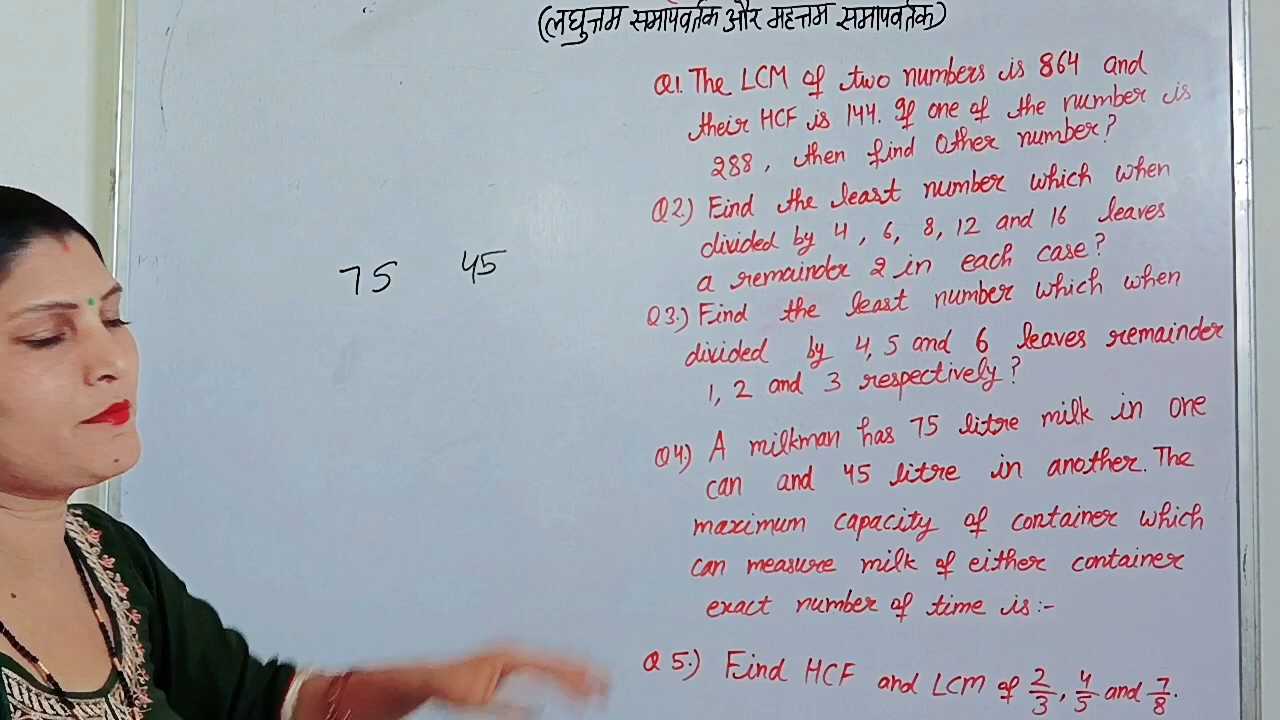 (लघुत्तम समापवर्तक और महत्तम समापवर्तक)
Q1. The LCM of two numbers is 864 and
their HCF is 144. If one of the number is
288, then find Other number?
Q2.) Find the least number which when
divided by 4, 6, 8, 12 and 16 leaves
a remainder 2 in each case?
Q3.) Find the least number which when
divided by 4, 5 and 6 leaves remainder
1, 2 and 3 respectively?
Q4.) A milkman has 75 litre milk in one
can and 45 litre in another. The
maximum capacity of container which
can measure milk of either container
exact number of time is:-
Q5.) Find HCF and LCM of 2/3, 4/5 and 7/8.
75 45